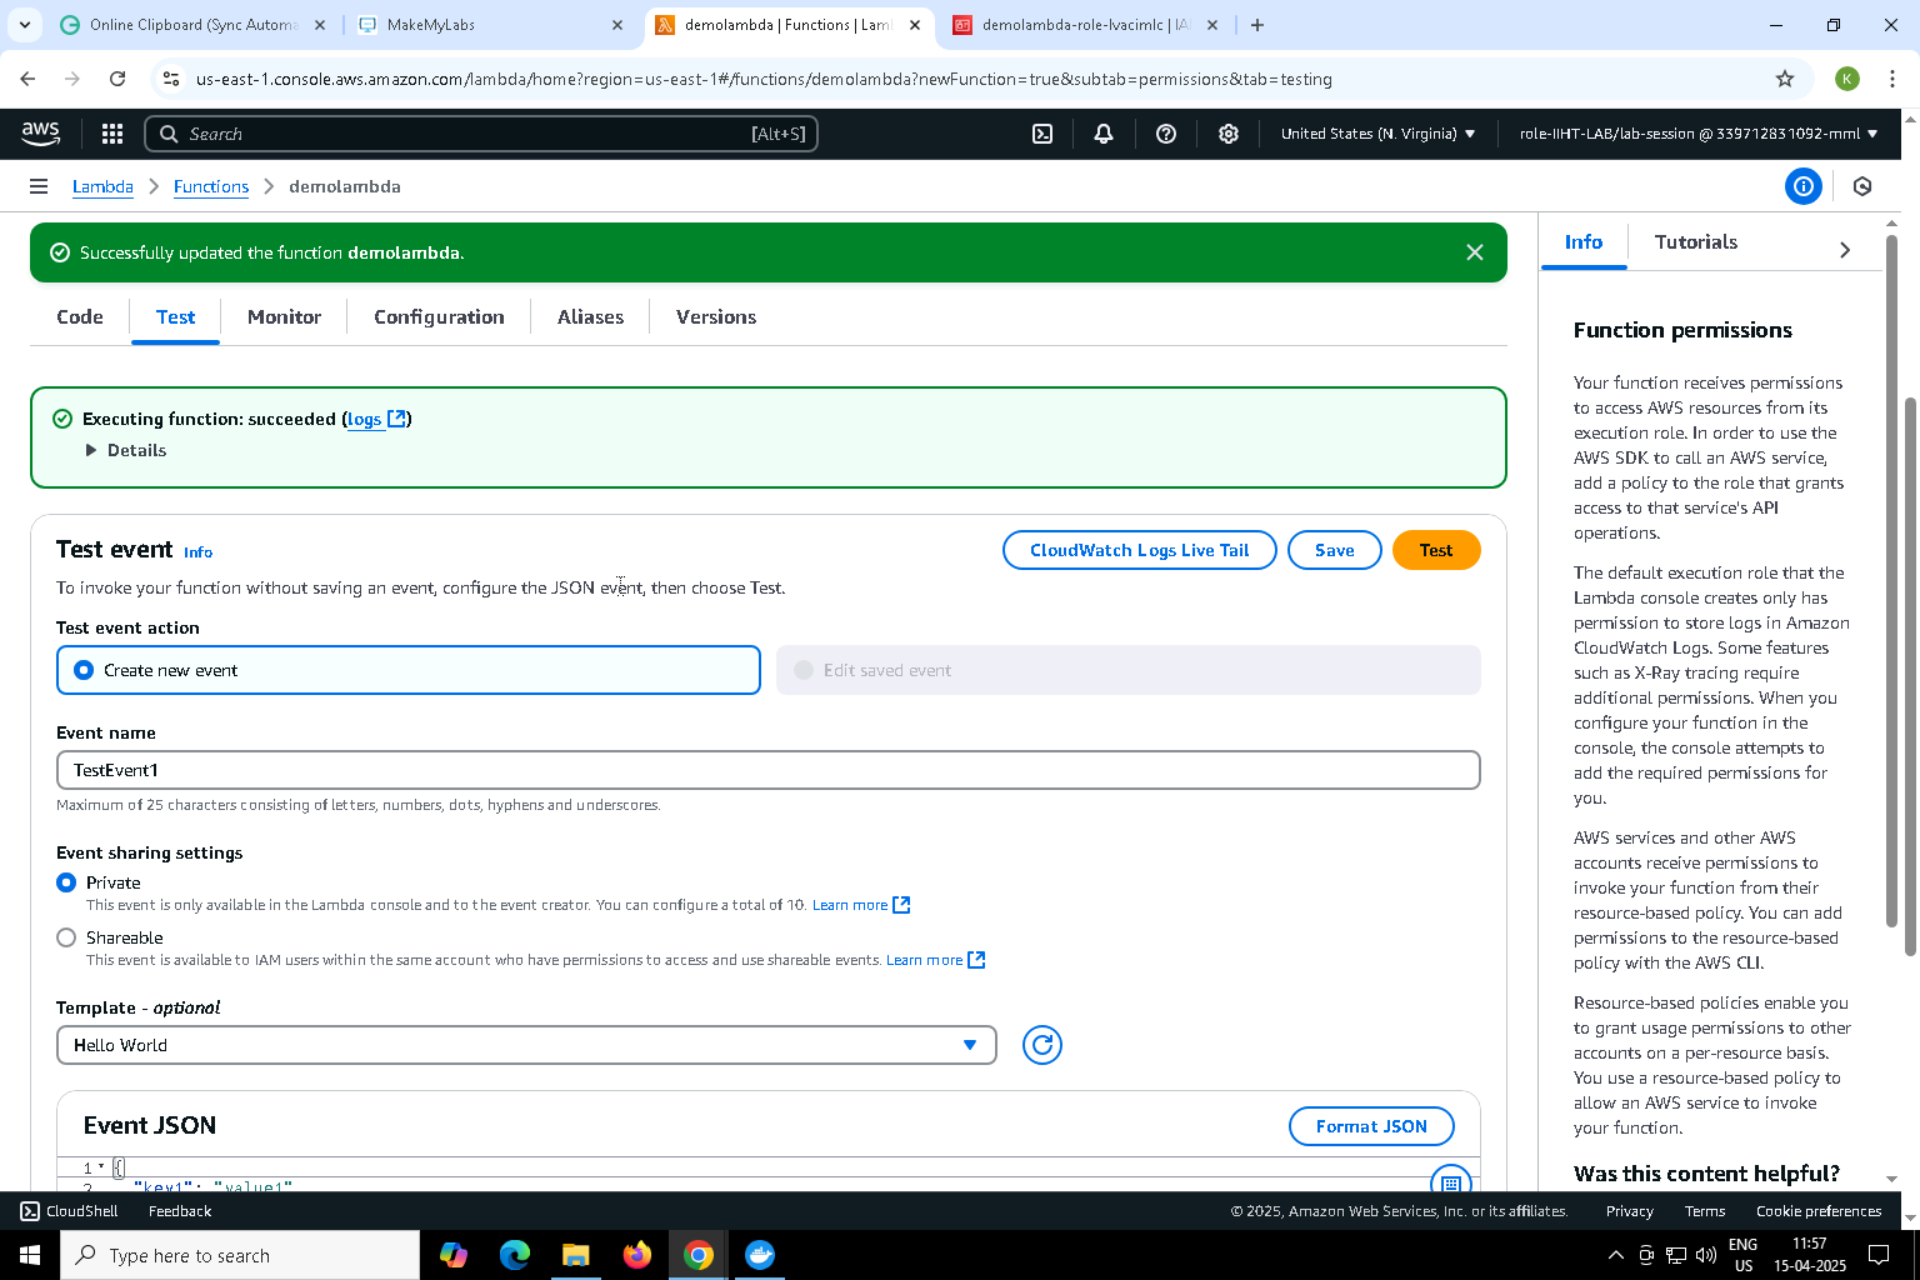 Online Clipboard (Sync Automa
MakeMyLabs
demolambda | Functions | Lam
demolambda-role-lvacimlc | IA
us-east-1.console.aws.amazon.com/lambda/home?region=us-east-1#/functions/demolambda?newFunction=true&subtab=permissions&tab=testing
K
aws
Search
[Alt+S]
United States (N. Virginia)
role-IIHT-LAB/lab-session @ 339712831092-mml
Lambda
Functions
demolambda
Successfully updated the function demolambda.
Code
Test
Monitor
Configuration
Aliases
Versions
Executing function: succeeded (logs)
Details
Test event Info
CloudWatch Logs Live Tail
Save
Test
To invoke your function without saving an event, configure the JSON event, then choose Test.
Test event action
Create new event
Edit saved event
Event name
TestEvent1
Maximum of 25 characters consisting of letters, numbers, dots, hyphens and underscores.
Event sharing settings
Private
This event is only available in the Lambda console and to the event creator. You can configure a total of 10. Learn more
Shareable
This event is available to IAM users within the same account who have permissions to access and use shareable events. Learn more
Template - optional
Hello World
Event JSON
Format JSON
1 {
2 "key1": "value1"
Info
Tutorials
Function permissions
Your function receives permissions
to access AWS resources from its
execution role. In order to use the
AWS SDK to call an AWS service,
add a policy to the role that grants
access to that service's API
operations.
The default execution role that the
Lambda console creates only has
permission to store logs in Amazon
CloudWatch Logs. Some features
such as X-Ray tracing require
additional permissions. When you
configure your function in the
console, the console attempts to
add the required permissions for
you.
AWS services and other AWS
accounts receive permissions to
invoke your function from their
resource-based policy. You can add
permissions to the resource-based
policy with the AWS CLI.
Resource-based policies enable you
to grant usage permissions to other
accounts on a per-resource basis.
You use a resource-based policy to
allow an AWS service to invoke
your function.
Was this content helpful?
CloudShell
Feedback
© 2025, Amazon Web Services, Inc. or its affiliates.
Privacy
Terms
Cookie preferences
Type here to search
ENG
US
11:57
15-04-2025